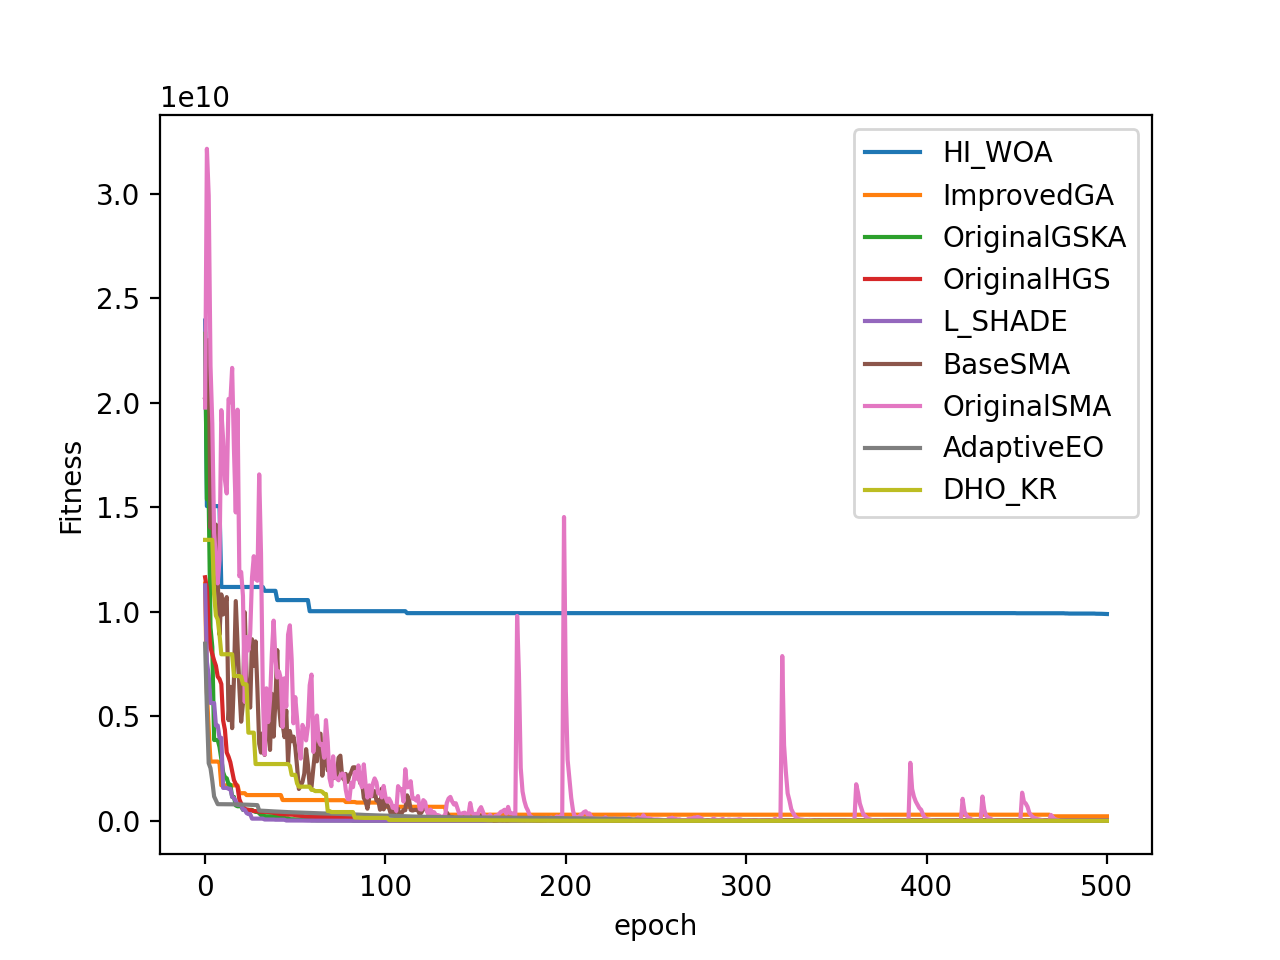 1e10
3.0
2.5
2.0
1.5
1.0
0.5
0.0
Fitness
0
100
200
300
400
500
epoch
HI_WOA
ImprovedGA
OriginalGSKA
OriginalHGS
L_SHADE
BaseSMA
OriginalSMA
AdaptiveEO
DHO_KR